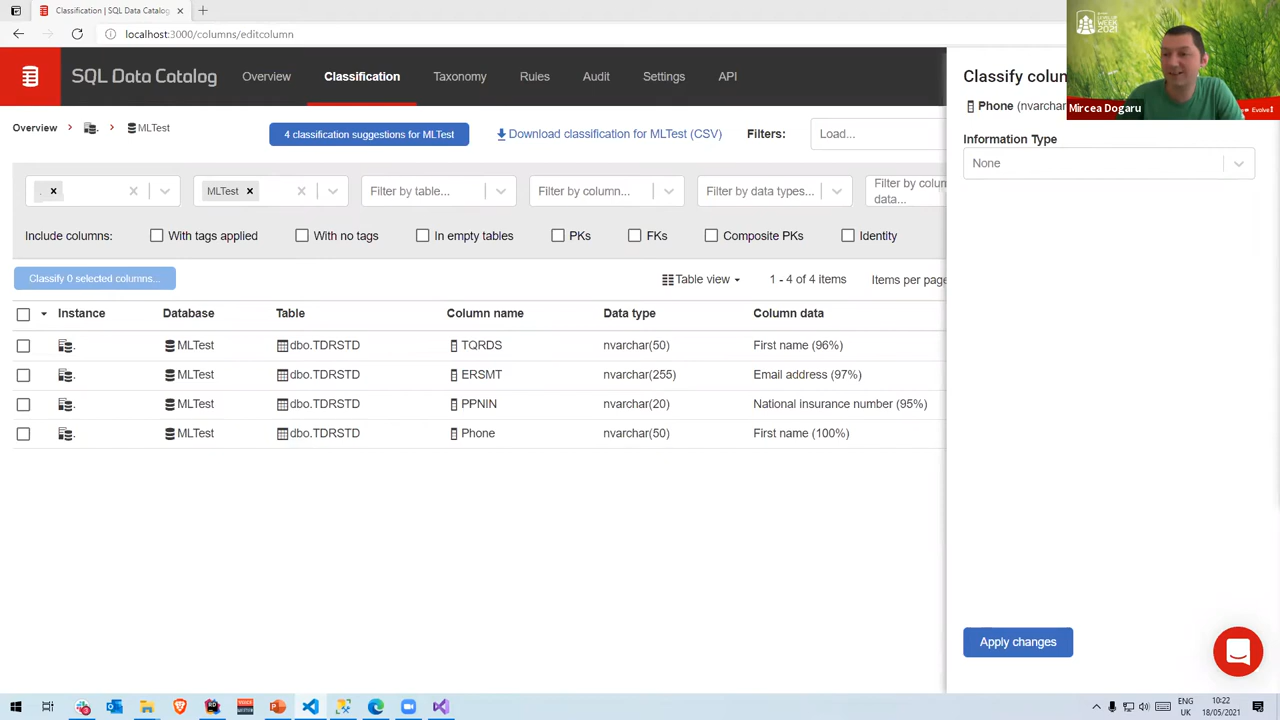 Classification | SQL Data Catalog
localhost:3000/columns/editcolumn
SQL Data Catalog
Overview
Classification
Taxonomy
Rules
Audit
Settings
API
Overview
MLTest
4 classification suggestions for MLTest
Download classification for MLTest (CSV)
Filters:
Load...
.
MLTest
Filter by table...
Filter by column...
Filter by data types...
Filter by colum
data...
Include columns:
With tags applied
With no tags
In empty tables
PKs
FKs
Composite PKs
Identity
Classify 0 selected columns...
Table view
1 - 4 of 4 items
Items per page
Instance Database Table Column name Data type Column data
. MLTest dbo.TDRSTD TQRDS nvarchar(50) First name (96%)
. MLTest dbo.TDRSTD ERSMT nvarchar(255) Email address (97%)
. MLTest dbo.TDRSTD PPNIN nvarchar(20) National insurance number (95%)
. MLTest dbo.TDRSTD Phone nvarchar(50) First name (100%)
Classify colum
Phone (nvarchar
Information Type
None
Apply changes
WEEK
2021
Mircea Dogaru
Evolve
ENG
UK
10:22
18/05/2021